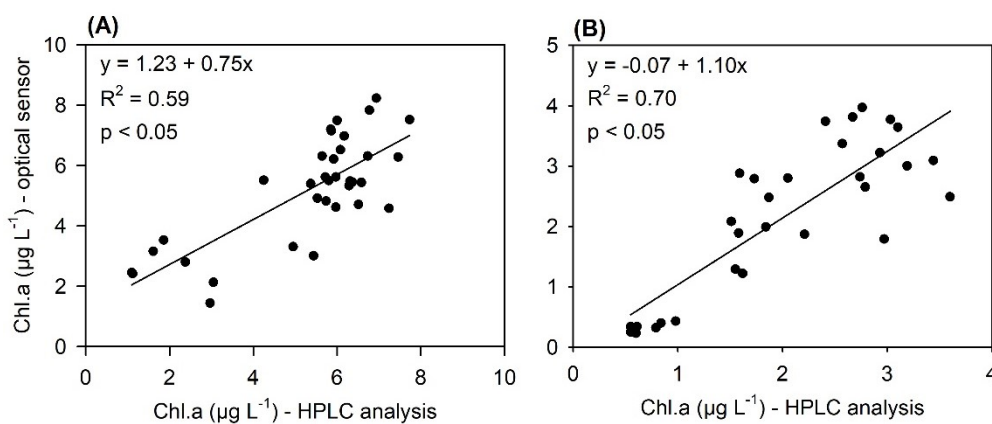 (A)
y = 1.23 + 0.75x
R² = 0.59
p < 0.05
Chl.a (µg L⁻¹) - optical sensor
10
8
6
4
2
0
0 2 4 6 8 10
Chl.a (µg L⁻¹) - HPLC analysis
(B)
y = -0.07 + 1.10x
R² = 0.70
p < 0.05
5
4
3
2
1
0
0 1 2 3 4
Chl.a (µg L⁻¹) - HPLC analysis